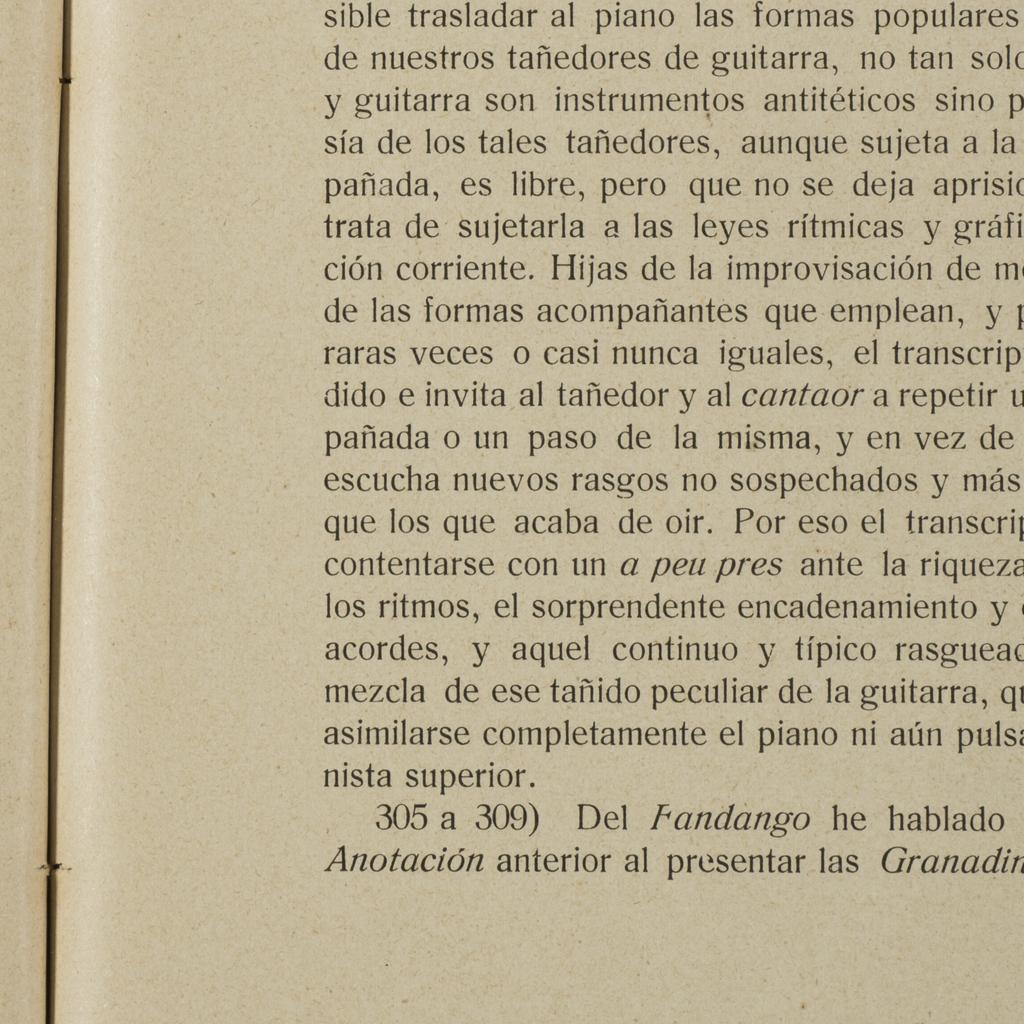 sible trasladar al piano las formas populares
de nuestros tañedores de guitarra, no tan solo
y guitarra son instrumentos antitéticos sino p
sía de los tales tañedores, aunque sujeta a la
pañada, es libre, pero que no se deja aprisio
trata de sujetarla a las leyes rítmicas y gráfi
ción corriente. Hijas de la improvisación de m
de las formas acompañantes que emplean, y p
raras veces o casi nunca iguales, el transcrip
dido e invita al tañedor y al cantaor a repetir u
pañada o un paso de la misma, y en vez de
escucha nuevos rasgos no sospechados y más
que los que acaba de oir. Por eso el transcrip
contentarse con un a peu pres ante la riqueza
los ritmos, el sorprendente encadenamiento y
acordes, y aquel continuo y típico rasguead
mezcla de ese tañido peculiar de la guitarra, qu
asimilarse completamente el piano ni aún pulsa
nista superior.
305 a 309) Del Fandango he hablado
Anotación anterior al presentar las Granadin